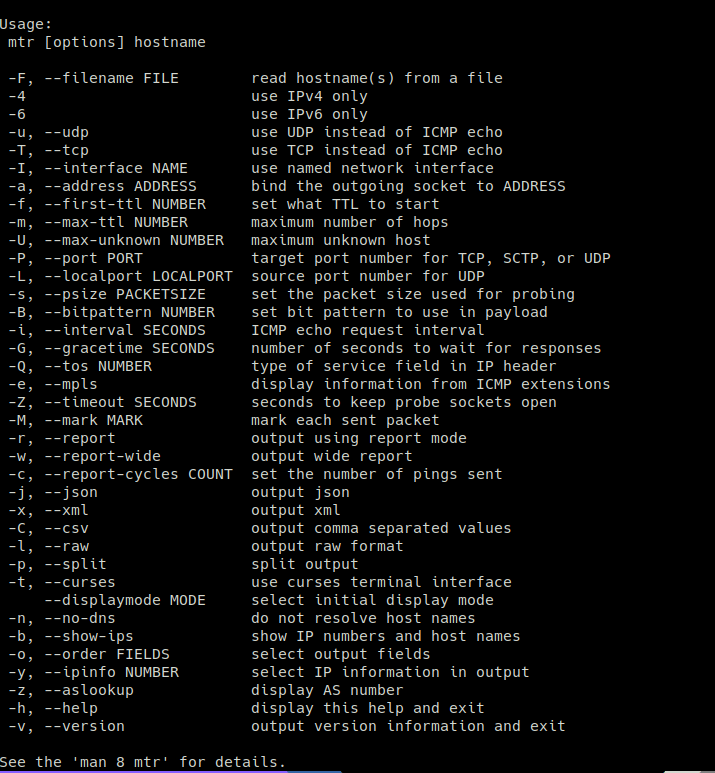 Usage:
 mtr [options] hostname

 -F, --filename FILE        read hostname(s) from a file
 -4                         use IPv4 only
 -6                         use IPv6 only
 -u, --udp                  use UDP instead of ICMP echo
 -T, --tcp                  use TCP instead of ICMP echo
 -I, --interface NAME       use named network interface
 -a, --address ADDRESS      bind the outgoing socket to ADDRESS
 -f, --first-ttl NUMBER     set what TTL to start
 -m, --max-ttl NUMBER       maximum number of hops
 -U, --max-unknown NUMBER   maximum unknown host
 -P, --port PORT            target port number for TCP, SCTP, or UDP
 -L, --localport LOCALPORT  source port number for UDP
 -s, --psize PACKETSIZE     set the packet size used for probing
 -B, --bitpattern NUMBER    set bit pattern to use in payload
 -i, --interval SECONDS     ICMP echo request interval
 -G, --gracetime SECONDS    number of seconds to wait for responses
 -Q, --tos NUMBER           type of service field in IP header
 -e, --mpls                 display information from ICMP extensions
 -Z, --timeout SECONDS      seconds to keep probe sockets open
 -M, --mark MARK            mark each sent packet
 -r, --report               output using report mode
 -w, --report-wide          output wide report
 -c, --report-cycles COUNT  set the number of pings sent
 -j, --json                 output json
 -x, --xml                  output xml
 -C, --csv                  output comma separated values
 -l, --raw                  output raw format
 -p, --split                split output
 -t, --curses               use curses terminal interface
     --displaymode MODE     select initial display mode
 -n, --no-dns               do not resolve host names
 -b, --show-ips             show IP numbers and host names
 -o, --order FIELDS         select output fields
 -y, --ipinfo NUMBER        select IP information in output
 -z, --aslookup             display AS number
 -h, --help                 display this help and exit
 -v, --version              output version information and exit

See the 'man 8 mtr' for details.